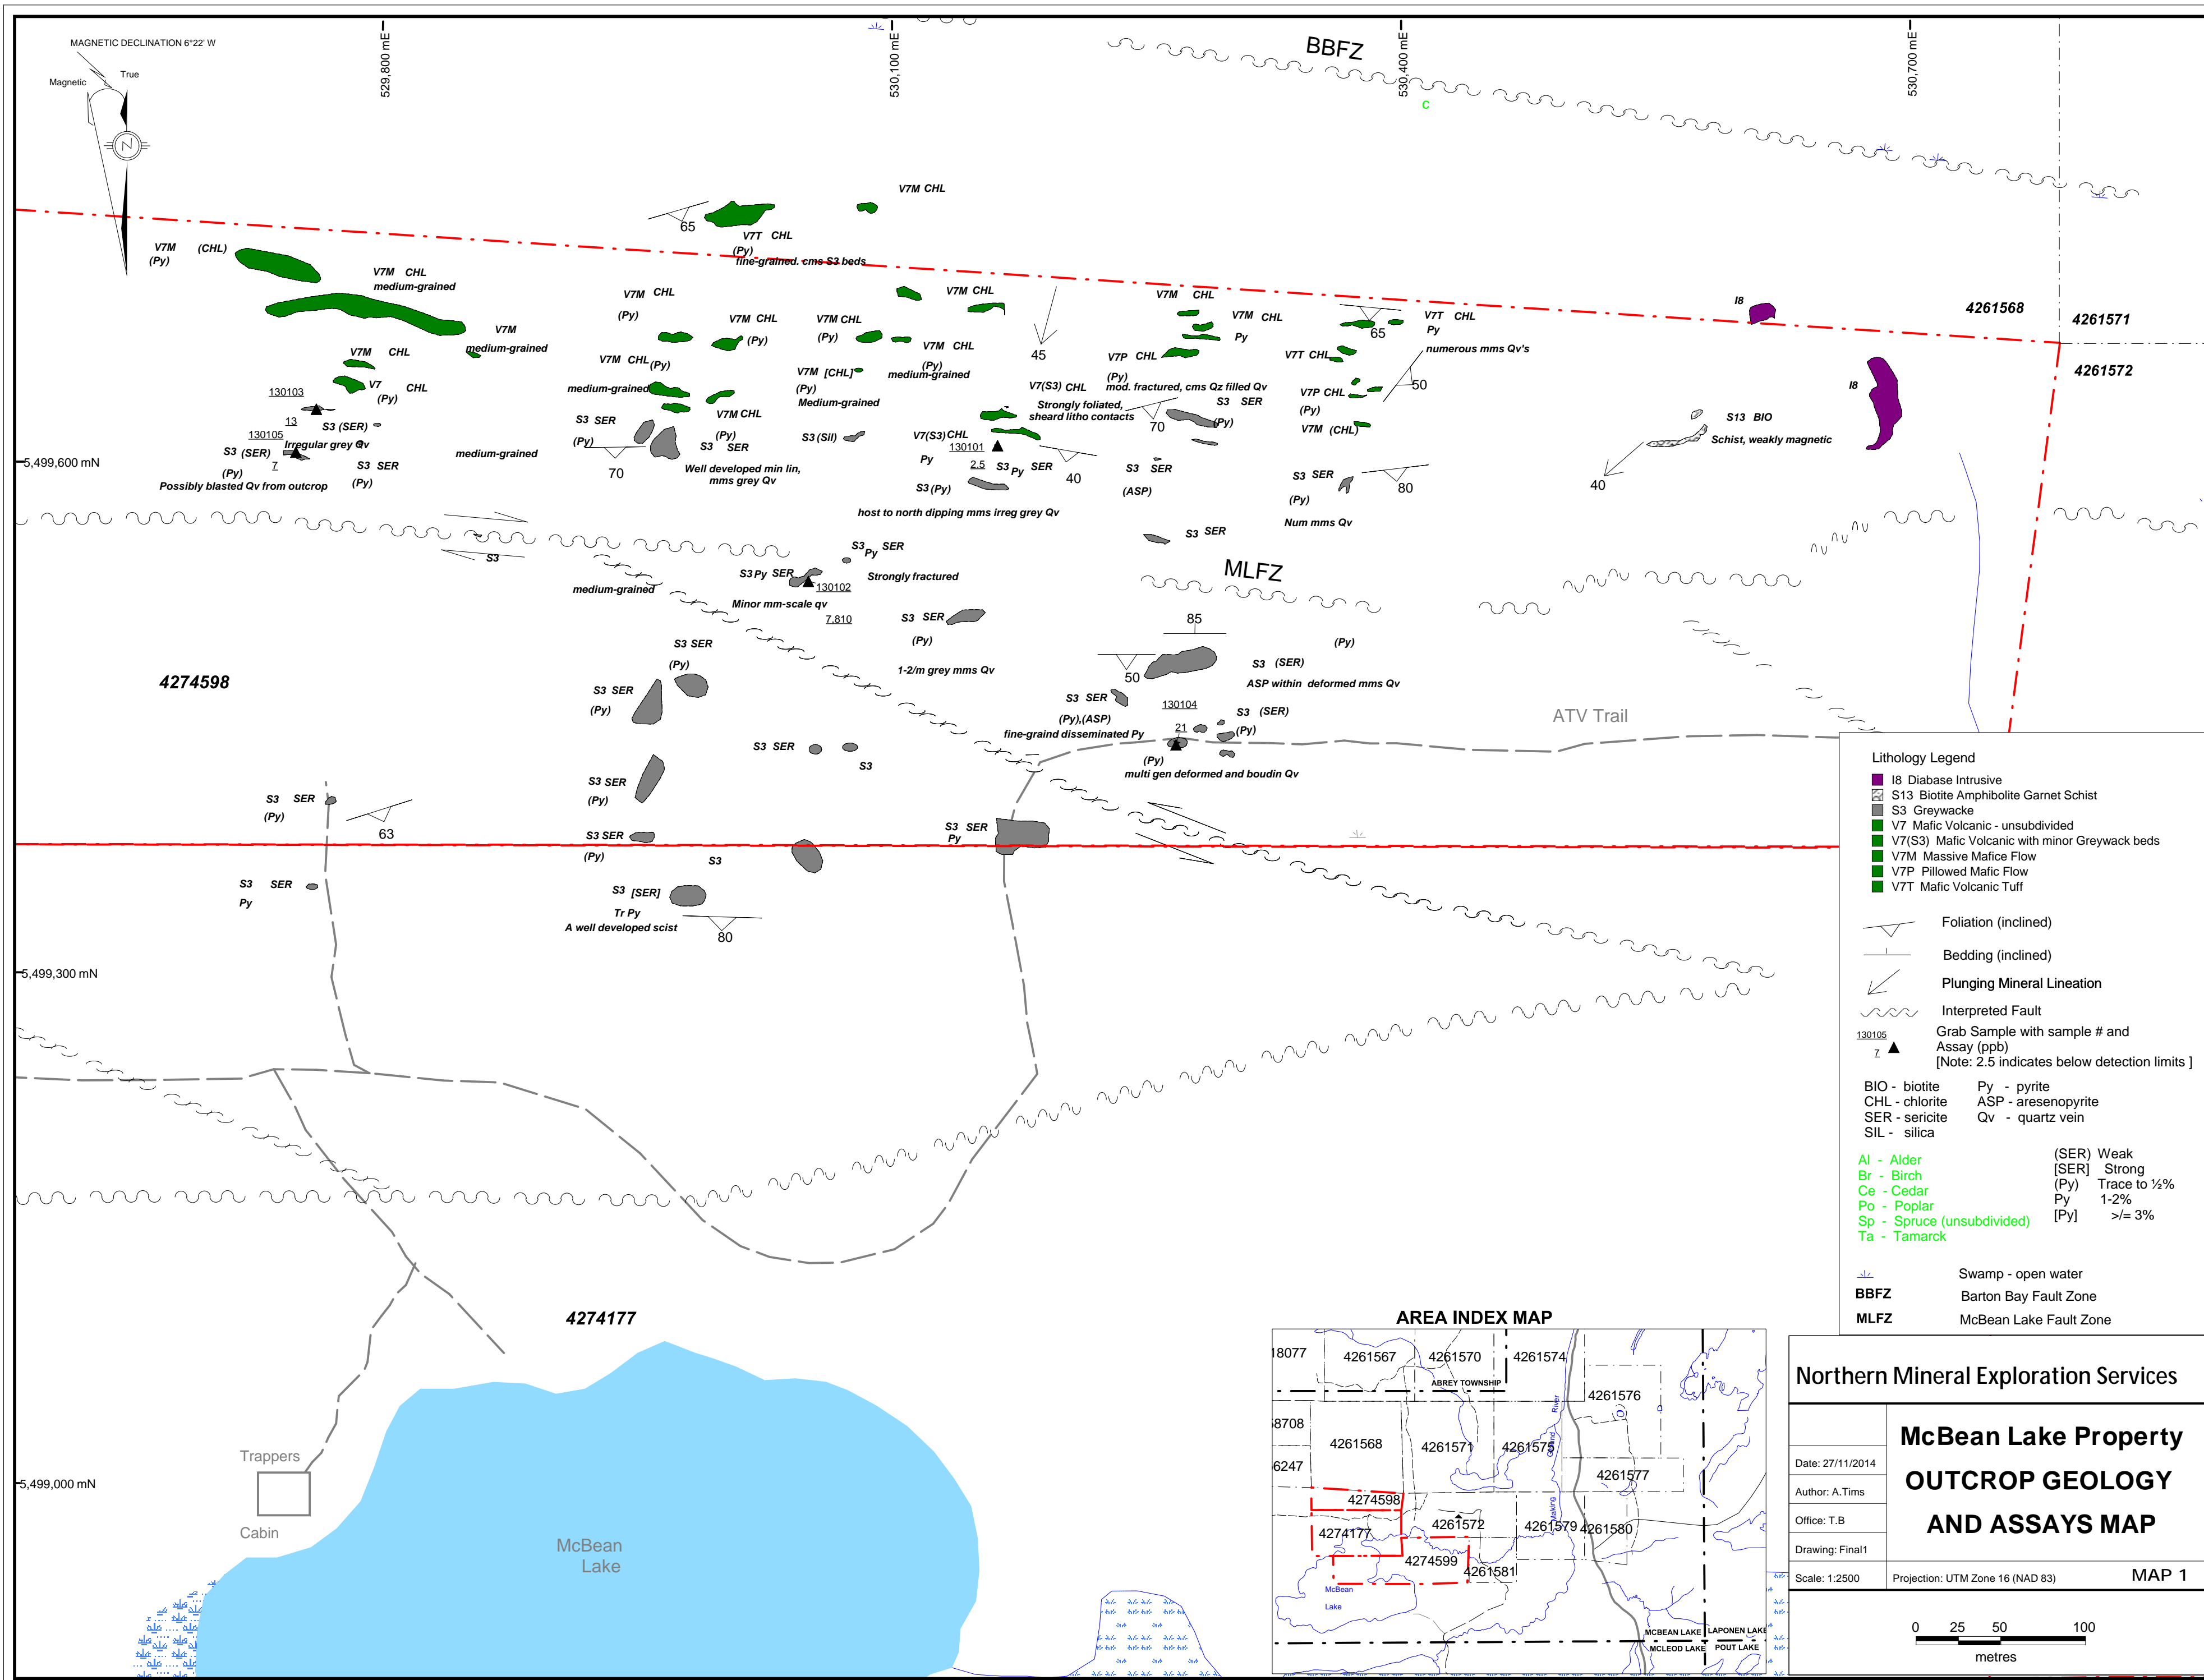 MAGNETIC DECLINATION 6°22' W
Magnetic
True
N
529,800 mE
530,100 mE
530,400 mE
530,700 mE
BBFZ
C
V7M CHL
65
V7T CHL
(Py)
fine-grained. cms S3 beds
V7M (CHL)
(Py)
V7M CHL
medium-grained
V7M CHL
(Py)
V7M CHL
V7M CHL
I8
4261568
4261571
4261572
V7M
medium-grained
V7M CHL
(Py)
V7M CHL
(Py)
V7M CHL
(Py)
45
V7M CHL
Py
65
V7T CHL
Py
numerous mms Qv's
V7M CHL
V7 CHL
(Py)
V7M CHL(Py)
medium-grained
V7M [CHL]
(Py)
Medium-grained
medium-grained
V7P CHL
(Py)
mod. fractured, cms Qz filled Qv
V7T CHL
50
V7P CHL
(Py)
V7M (CHL)
I8
130103
13
S3 (SER)
Irregular grey Qv
130105
7
S3 (SER)
(Py)
Possibly blasted Qv from outcrop
S3 SER
(Py)
medium-grained
S3 SER
(Py)
70
V7M CHL
(Py)
S3 SER
Well developed min lin,
mms grey Qv
S3 (Sil)
V7(S3) CHL
Strongly foliated,
sheard litho contacts
V7(S3) CHL
Py
130101
2.5
S3 Py SER
S3 (Py)
40
host to north dipping mms irreg grey Qv
70
S3 SER
(Py)
S3 SER
(ASP)
S3 SER
(Py)
80
Num mms Qv
S13 BIO
Schist, weakly magnetic
40
5,499,600 mN
S3
medium-grained
S3 Py SER
Strongly fractured
S3 Py SER
130102
Minor mm-scale qv
7,810
S3 SER
MLFZ
S3 SER
(Py)
1-2/m grey mms Qv
85
50
(Py)
S3 (SER)
ASP within deformed mms Qv
4274598
S3 SER
(Py)
S3 SER
(Py)
S3 SER
(Py),(ASP)
fine-graind disseminated Py
130104
21
S3 (SER)
(Py)
(Py)
multi gen deformed and boudin Qv
ATV Trail
S3 SER
S3
S3 SER
(Py)
S3 SER
(Py)
63
S3 SER
(Py)
S3
S3 SER
Py
S3 SER
Py
S3 [SER]
Tr Py
A well developed scist
80
5,499,300 mN
4274177
Trappers
Cabin
5,499,000 mN
McBean
Lake
Lithology Legend
I8 Diabase Intrusive
S13 Biotite Amphibolite Garnet Schist
S3 Greywacke
V7 Mafic Volcanic - unsubdivided
V7(S3) Mafic Volcanic with minor Greywack beds
V7M Massive Mafice Flow
V7P Pillowed Mafic Flow
V7T Mafic Volcanic Tuff
Foliation (inclined)
Bedding (inclined)
Plunging Mineral Lineation
Interpreted Fault
130105
7
Grab Sample with sample # and
Assay (ppb)
[Note: 2.5 indicates below detection limits ]
BIO - biotite Py - pyrite
CHL - chlorite ASP - aresenopyrite
SER - sericite Qv - quartz vein
SIL - silica
Al - Alder
Br - Birch
Ce - Cedar
Po - Poplar
Sp - Spruce (unsubdivided)
Ta - Tamarck
(SER) Weak
[SER] Strong
(Py) Trace to ½%
Py 1-2%
[Py] >/= 3%
Swamp - open water
BBFZ Barton Bay Fault Zone
MLFZ McBean Lake Fault Zone
AREA INDEX MAP
18077
4261567
4261570
4261574
ABREY TOWNSHIP
4261576
4261568
4261571
4261575
6247
4261577
4274598
4274177
4261572
4261579
4261580
4274599
4261581
River
Making
McBean
Lake
MCBEAN LAKE
LAPONEN LAKE
MCLEOD LAKE
POUT LAKE
Northern Mineral Exploration Services
McBean Lake Property
OUTCROP GEOLOGY
AND ASSAYS MAP
Date: 27/11/2014
Author: A.Tims
Office: T.B
Drawing: Final1
Scale: 1:2500
Projection: UTM Zone 16 (NAD 83)
MAP 1
0 25 50 100
metres